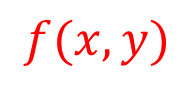 f(x, y)